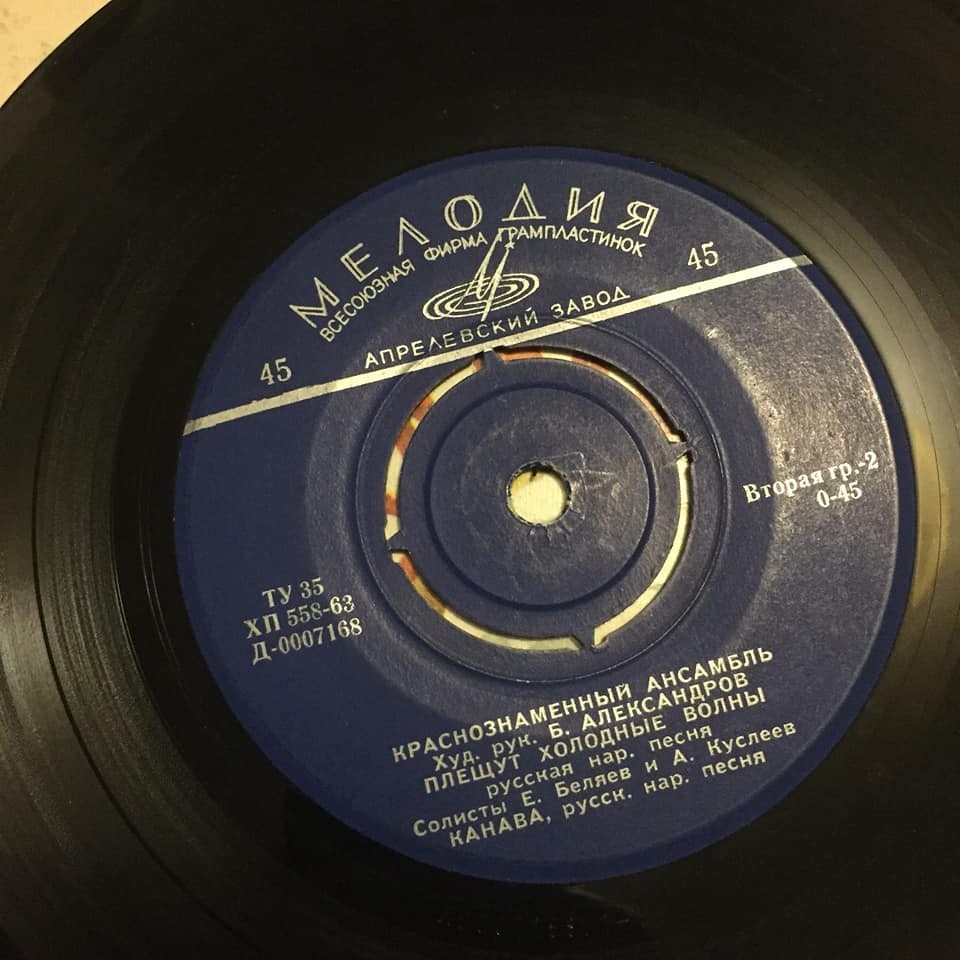 МЕЛОДИЯ
ВСЕСОЮЗНАЯ ФИРМА ГРАМПЛАСТИНОК
45
45
АПРЕЛЕВСКИЙ ЗАВОД
Вторая гр.-2
0-45
ТУ 35
ХП 558-63
Д-0007168
КРАСНОЗНАМЕННЫЙ АНСАМБЛЬ
Худ. рук. Б. АЛЕКСАНДРОВ
ПЛЕЩУТ ХОЛОДНЫЕ ВОЛНЫ
русская нар. песня
Солисты Е. Беляев и А. Куслеев
КАНАВА, русск. нар. песня